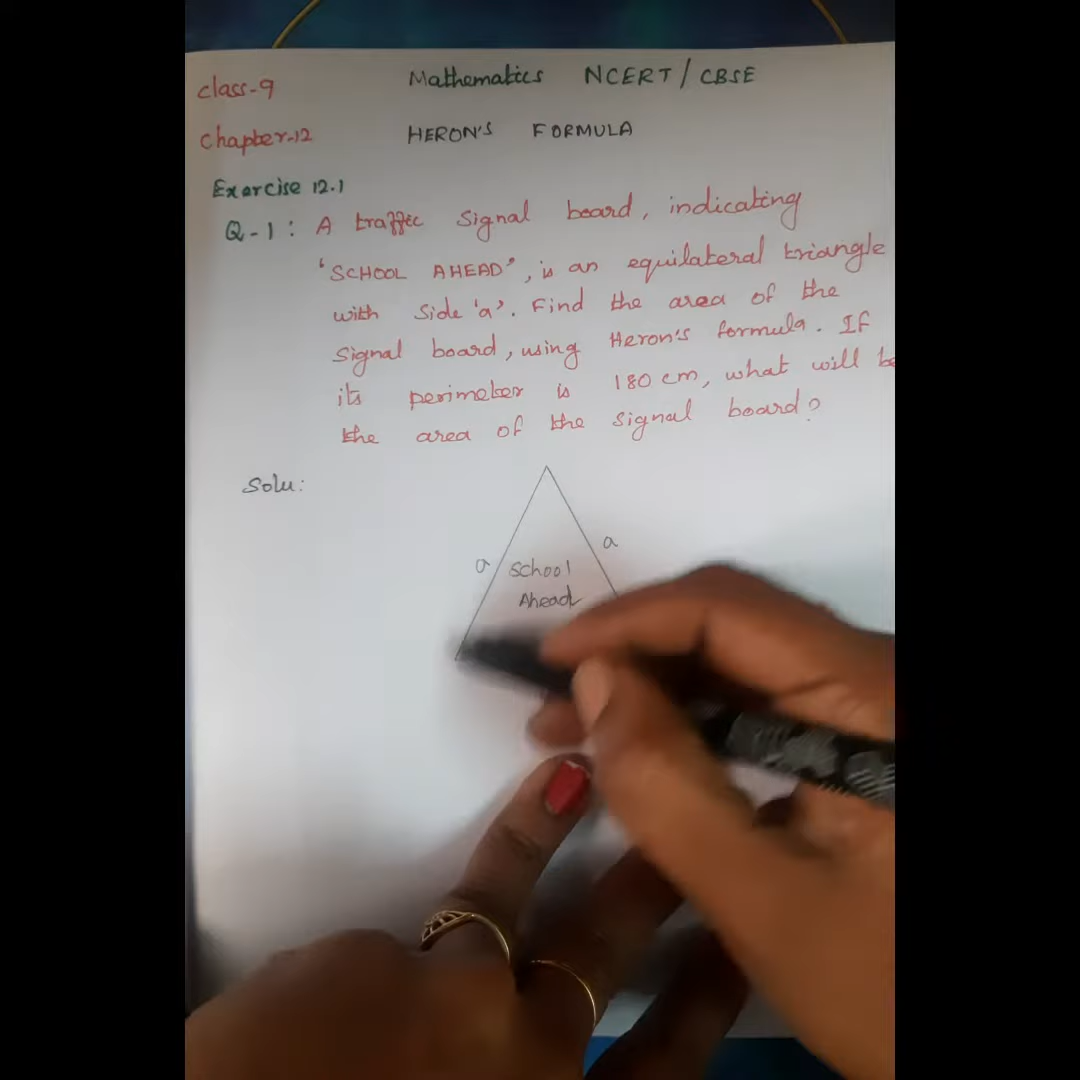 class-9 Mathematics NCERT / CBSE
Chapter-12 HERON'S FORMULA
Exercise 12.1
Q-1: A traffic signal board, indicating
'SCHOOL AHEAD', is an equilateral triangle
with side 'a'. Find the area of the
signal board, using Heron's formula. If
its perimeter is 180 cm, what will be
the area of the signal board?
Solu:
a
a
School
Ahead